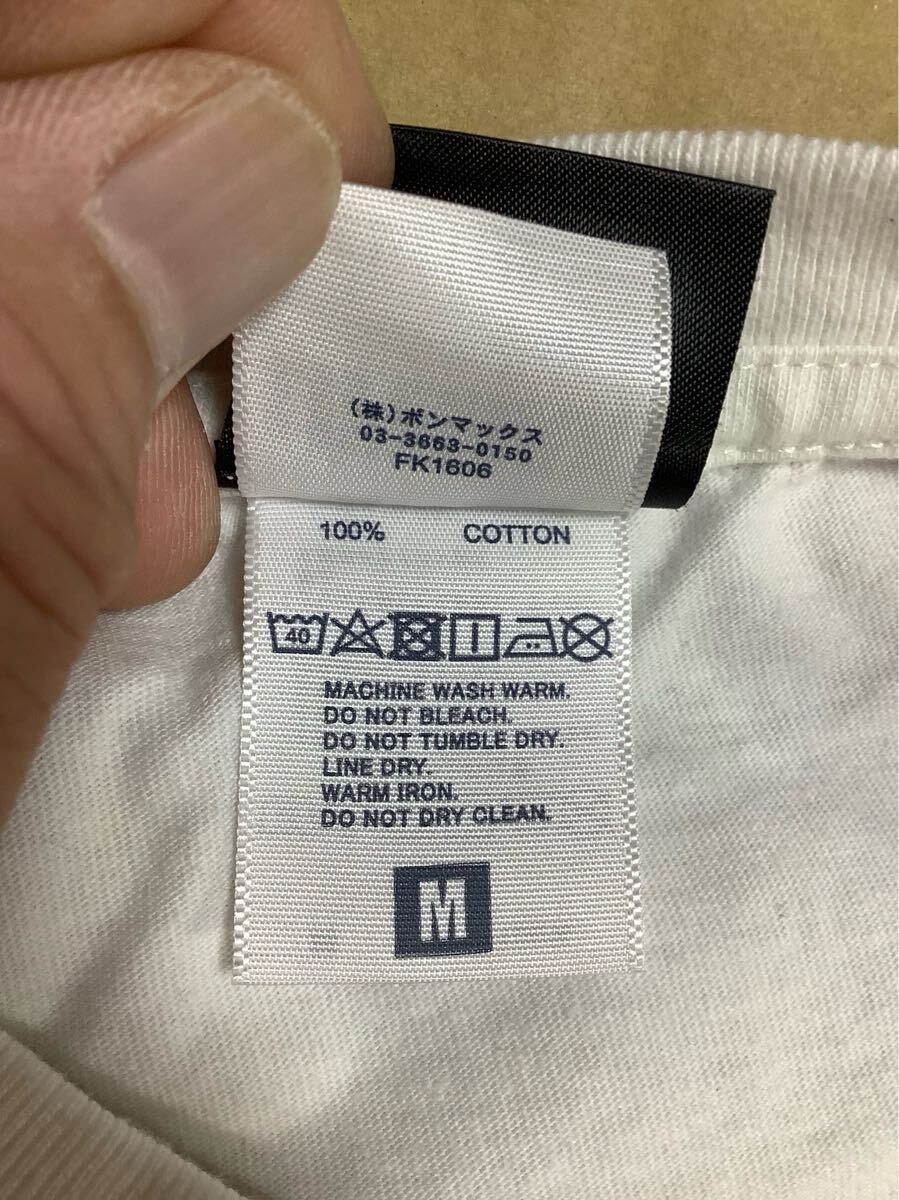 (株)ボンマックス
03-3663-0150
FK1606
100% COTTON
40
MACHINE WASH WARM.
DO NOT BLEACH.
DO NOT TUMBLE DRY.
LINE DRY.
WARM IRON.
DO NOT DRY CLEAN.
M